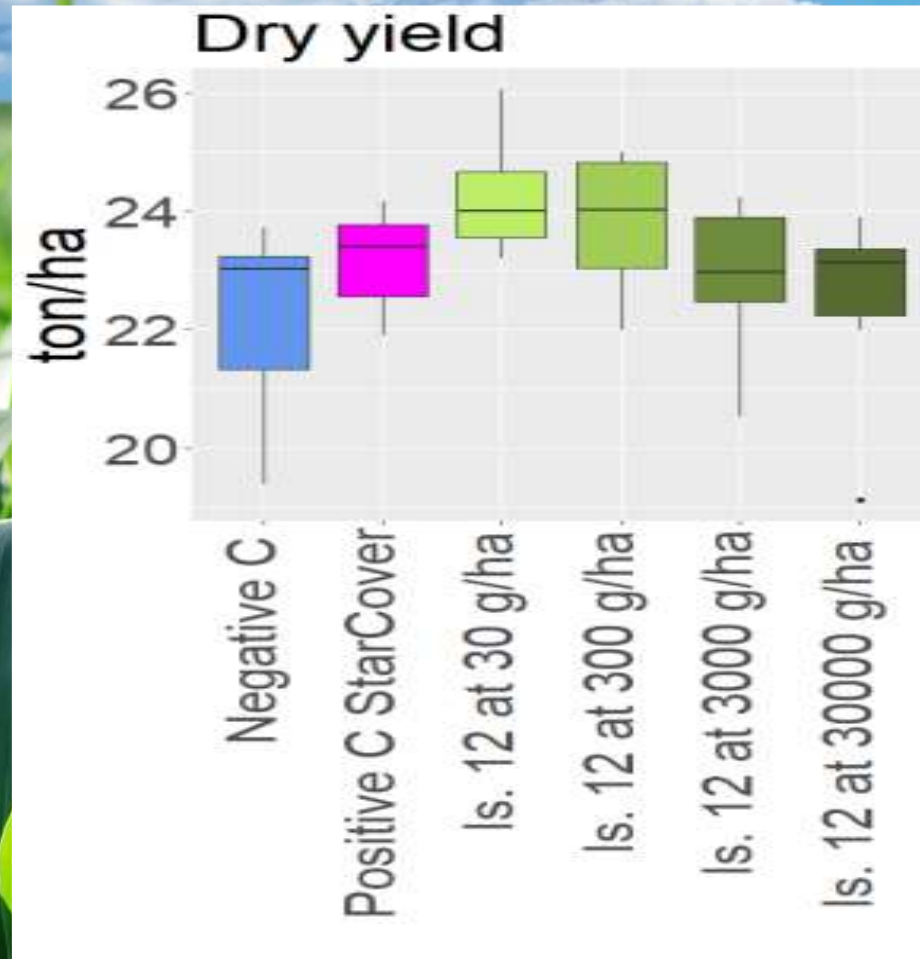 Dry yield
ton/ha
26
24
22
20
Negative C
Positive C StarCover
Is. 12 at 30 g/ha
Is. 12 at 300 g/ha
Is. 12 at 3000 g/ha
Is. 12 at 30000 g/ha